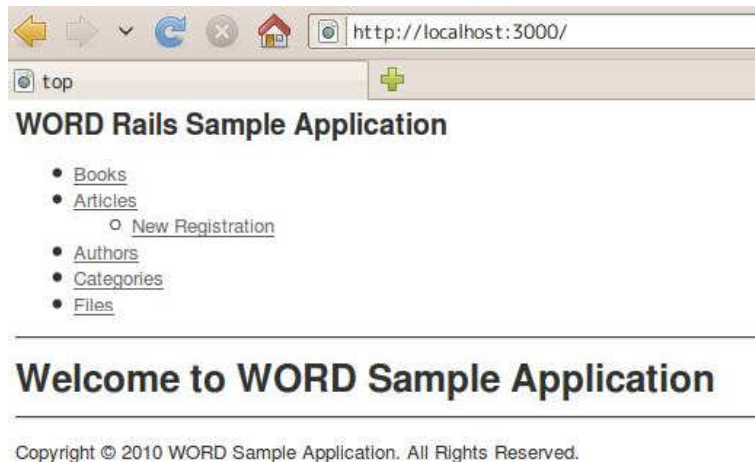 http://localhost:3000/
top
WORD Rails Sample Application
Books
Articles
New Registration
Authors
Categories
Files
Welcome to WORD Sample Application
Copyright © 2010 WORD Sample Application. All Rights Reserved.